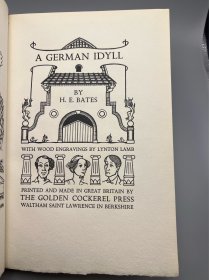 A GERMAN IDYLL
BY
H. E. BATES
WITH WOOD ENGRAVINGS BY LYNTON LAMB
PRINTED AND MADE IN GREAT BRITAIN BY
THE GOLDEN COCKEREL PRESS
WALTHAM SAINT LAWRENCE IN BERKSHIRE